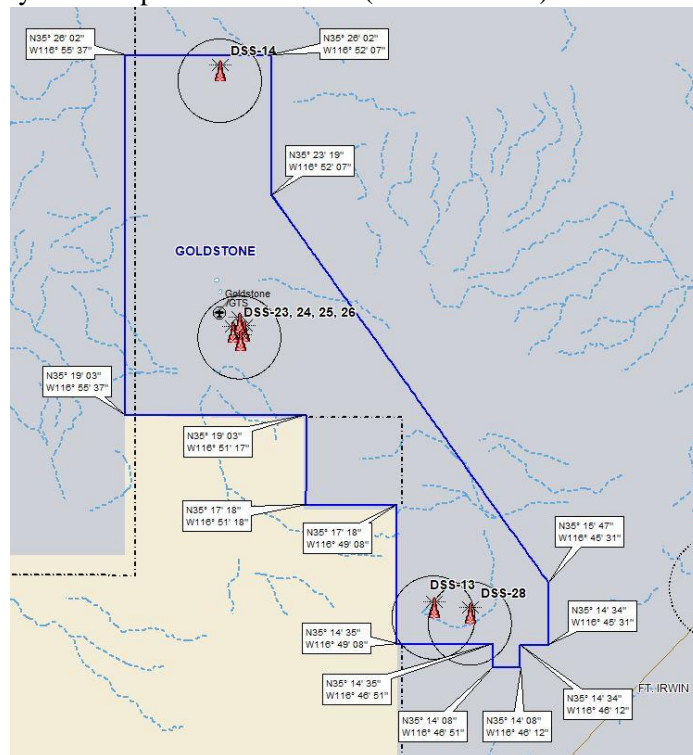 N35° 26' 02"
W116° 55' 37"
DSS-14
N35° 26' 02"
W116° 52' 07"
N35° 23' 19"
W116° 52' 07"
GOLDSTONE
Goldstone
/GTS
DSS-23, 24, 25, 26
N35° 19' 03"
W116° 55' 37"
N35° 19' 03"
W116° 51' 17"
N35° 17' 18"
W116° 51' 18"
N35° 17' 18"
W116° 49' 08"
N35° 15' 47"
W116° 45' 31"
DSS-13
DSS-28
N35° 14' 35"
W116° 49' 08"
N35° 14' 34"
W116° 45' 31"
N35° 14' 35"
W116° 46' 51"
N35° 14' 34"
W116° 46' 12"
FT. IRWIN
N35° 14' 08"
W116° 46' 51"
N35° 14' 08"
W116° 46' 12"